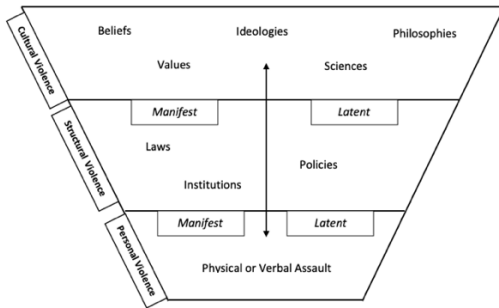 Beliefs
Ideologies
Philosophies
Values
Sciences
Cultural Violence
Manifest
Latent
Laws
Policies
Institutions
Structural Violence
Manifest
Latent
Physical or Verbal Assault
Personal Violence